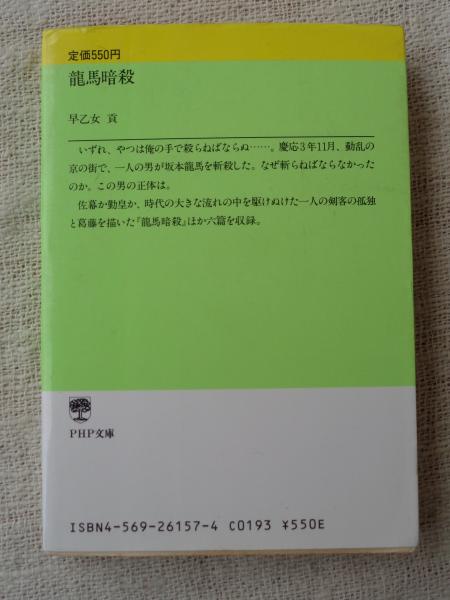 定価550円
龍馬暗殺
早乙女 貢
いずれ、やつは俺の手で殺らねばならぬ……。慶応3年11月、動乱の
京の街で、一人の男が坂本龍馬を斬殺した。なぜ斬らねばならなかった
のか。この男の正体は。
佐幕か勤皇か、時代の大きな流れの中を駆けぬけた一人の剣客の孤独
と葛藤を描いた『龍馬暗殺』ほか六篇を収録。
PHP文庫
ISBN4-569-26157-4 C0193 ¥550E